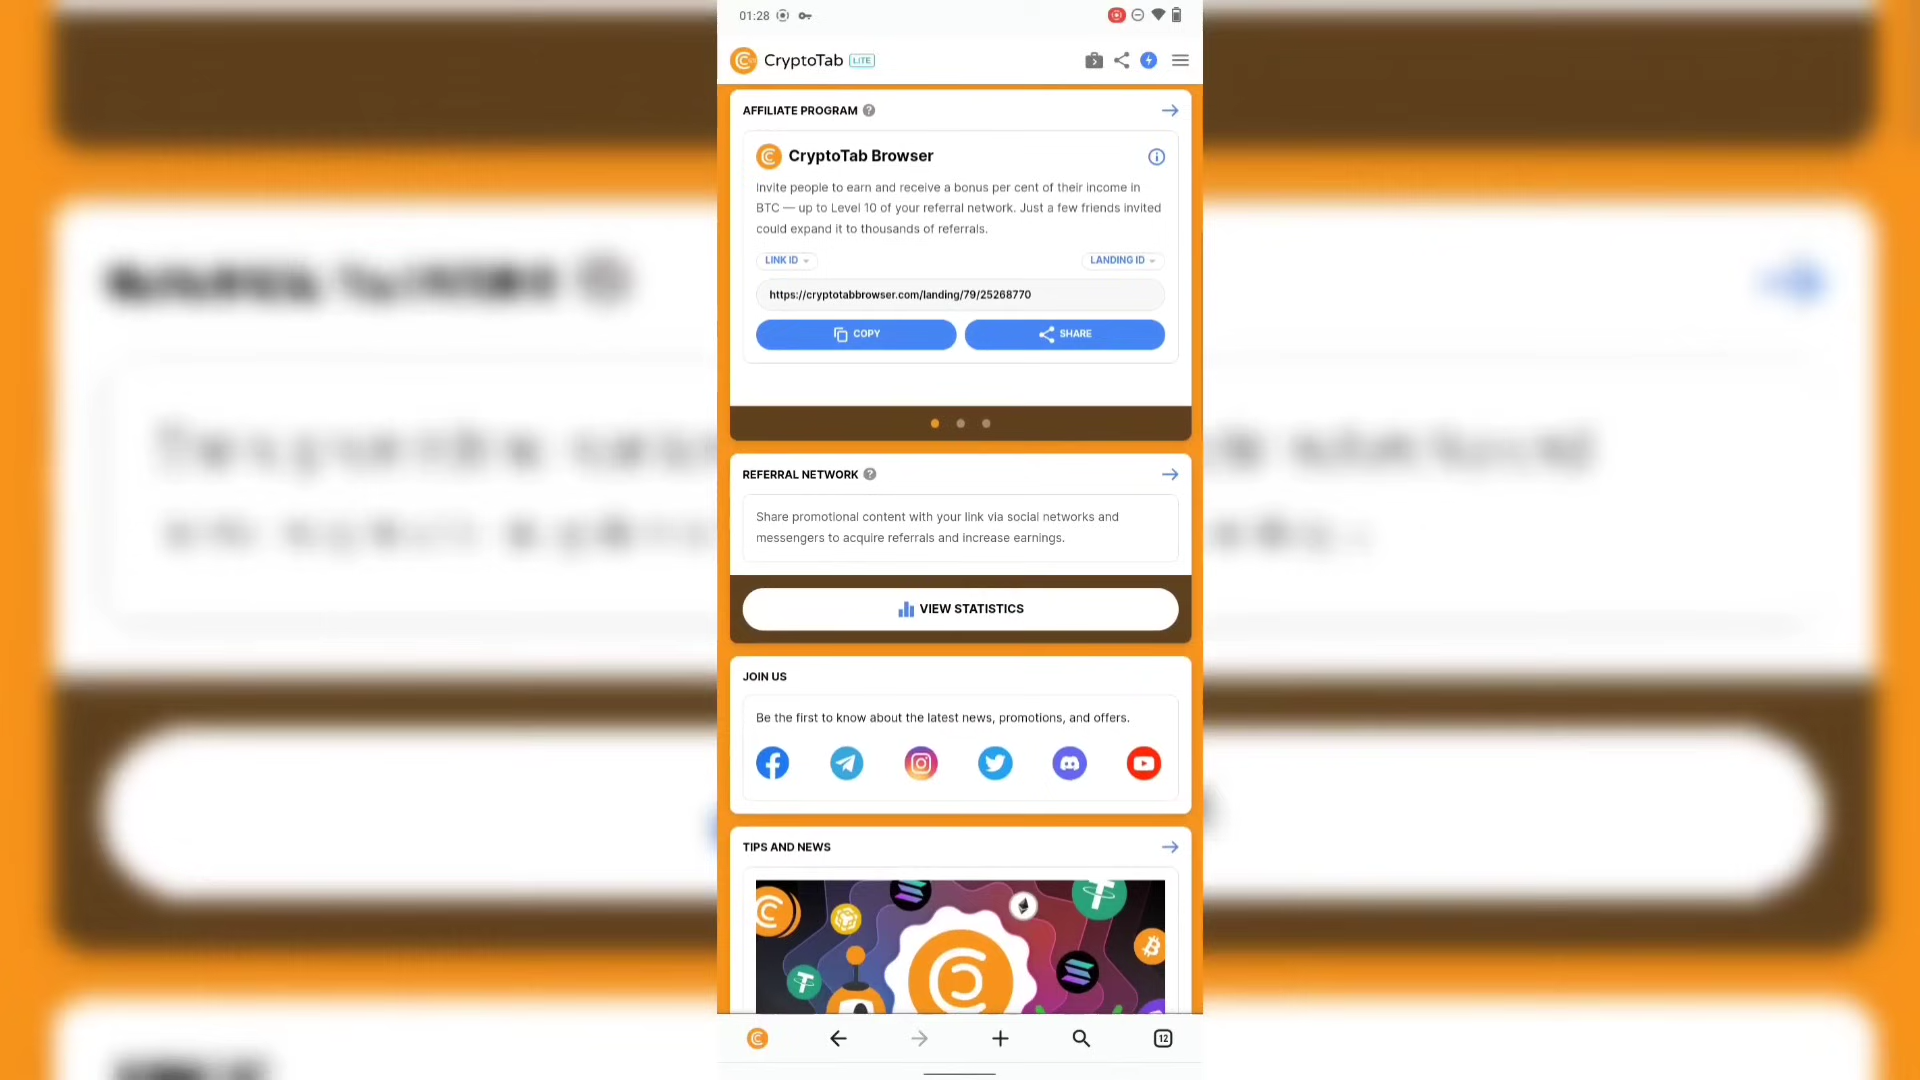 01:28
CryptoTab LITE
AFFILIATE PROGRAM ?
CryptoTab Browser
Invite people to earn and receive a bonus per cent of their income in
BTC — up to Level 10 of your referral network. Just a few friends invited
could expand it to thousands of referrals.
LINK ID
LANDING ID
https://cryptotabbrowser.com/landing/79/25268770
COPY
SHARE
REFERRAL NETWORK ?
Share promotional content with your link via social networks and
messengers to acquire referrals and increase earnings.
VIEW STATISTICS
JOIN US
Be the first to know about the latest news, promotions, and offers.
TIPS AND NEWS
12